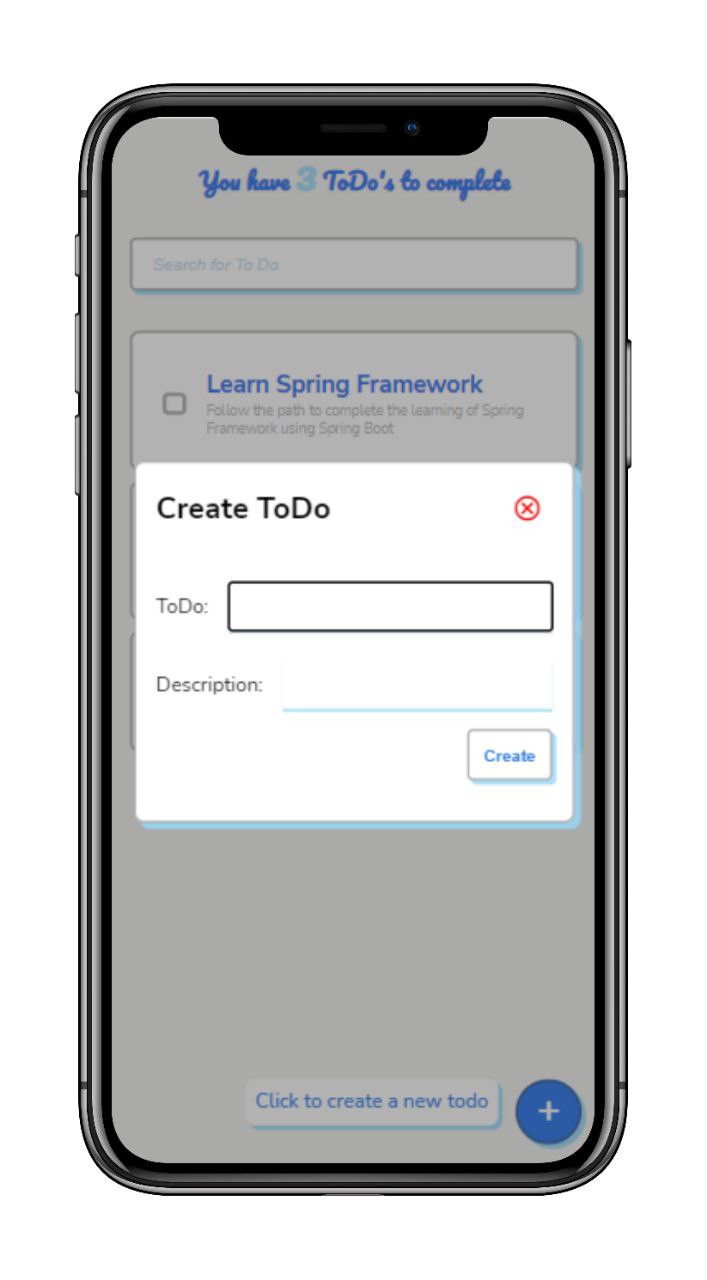 You have 3 ToDo's to complete
Search for To Do
Learn Spring Framework
Follow the path to complete the learning of Spring
Framework using Spring Boot
Create ToDo
ToDo:
Description:
Create
Click to create a new todo
+